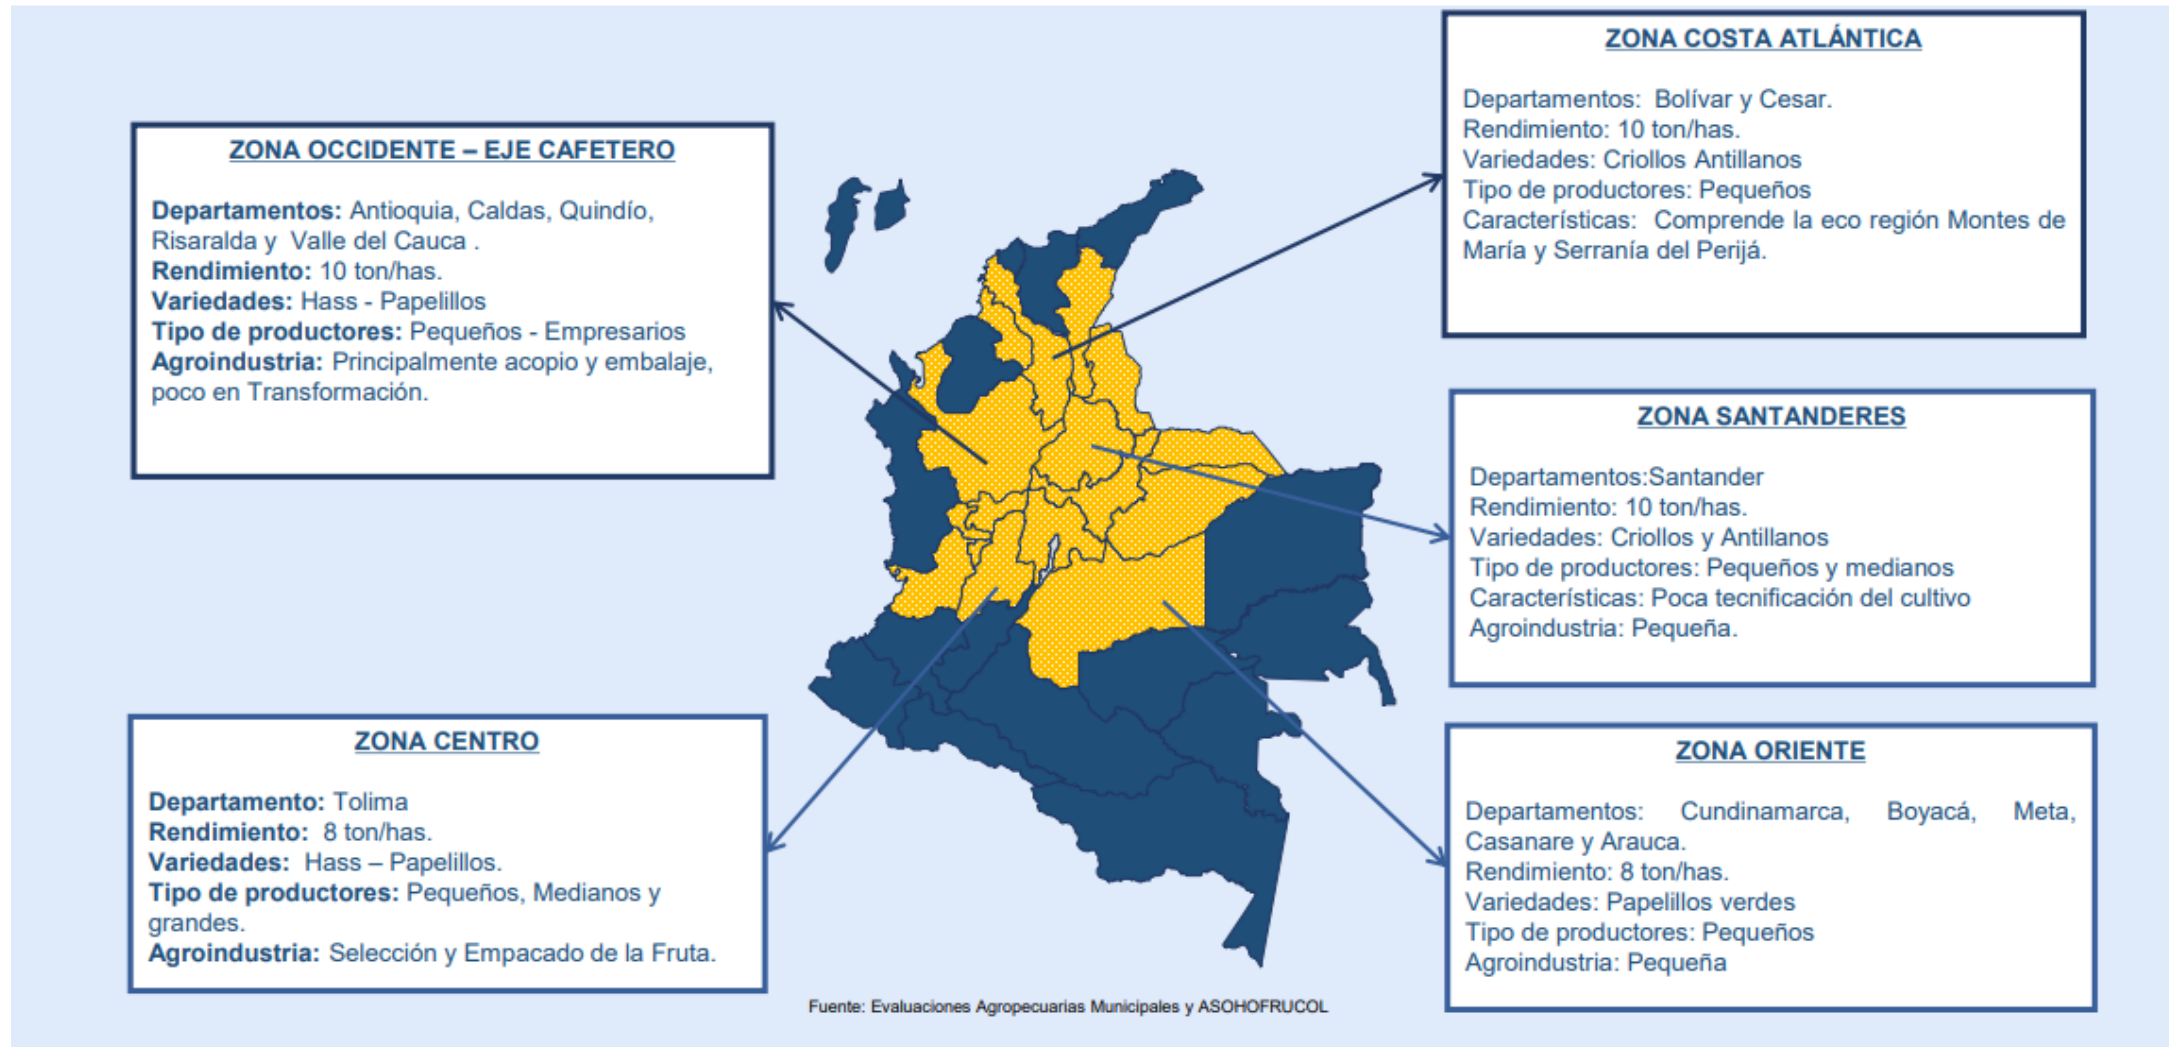 ZONA COSTA ATLÁNTICA
Departamentos: Bolívar y Cesar.
Rendimiento: 10 ton/has.
Variedades: Criollos Antillanos
Tipo de productores: Pequeños
Características: Comprende la eco región Montes de
María y Serranía del Perijá.
ZONA OCCIDENTE – EJE CAFETERO
Departamentos: Antioquia, Caldas, Quindío,
Risaralda y Valle del Cauca .
Rendimiento: 10 ton/has.
Variedades: Hass - Papelillos
Tipo de productores: Pequeños - Empresarios
Agroindustria: Principalmente acopio y embalaje,
poco en Transformación.
ZONA SANTANDERES
Departamentos:Santander
Rendimiento: 10 ton/has.
Variedades: Criollos y Antillanos
Tipo de productores: Pequeños y medianos
Características: Poca tecnificación del cultivo
Agroindustria: Pequeña.
ZONA CENTRO
Departamento: Tolima
Rendimiento: 8 ton/has.
Variedades: Hass – Papelillos.
Tipo de productores: Pequeños, Medianos y
grandes.
Agroindustria: Selección y Empacado de la Fruta.
ZONA ORIENTE
Departamentos: Cundinamarca, Boyacá, Meta,
Casanare y Arauca.
Rendimiento: 8 ton/has.
Variedades: Papelillos verdes
Tipo de productores: Pequeños
Agroindustria: Pequeña
Fuente: Evaluaciones Agropecuarias Municipales y ASOHOFRUCOL